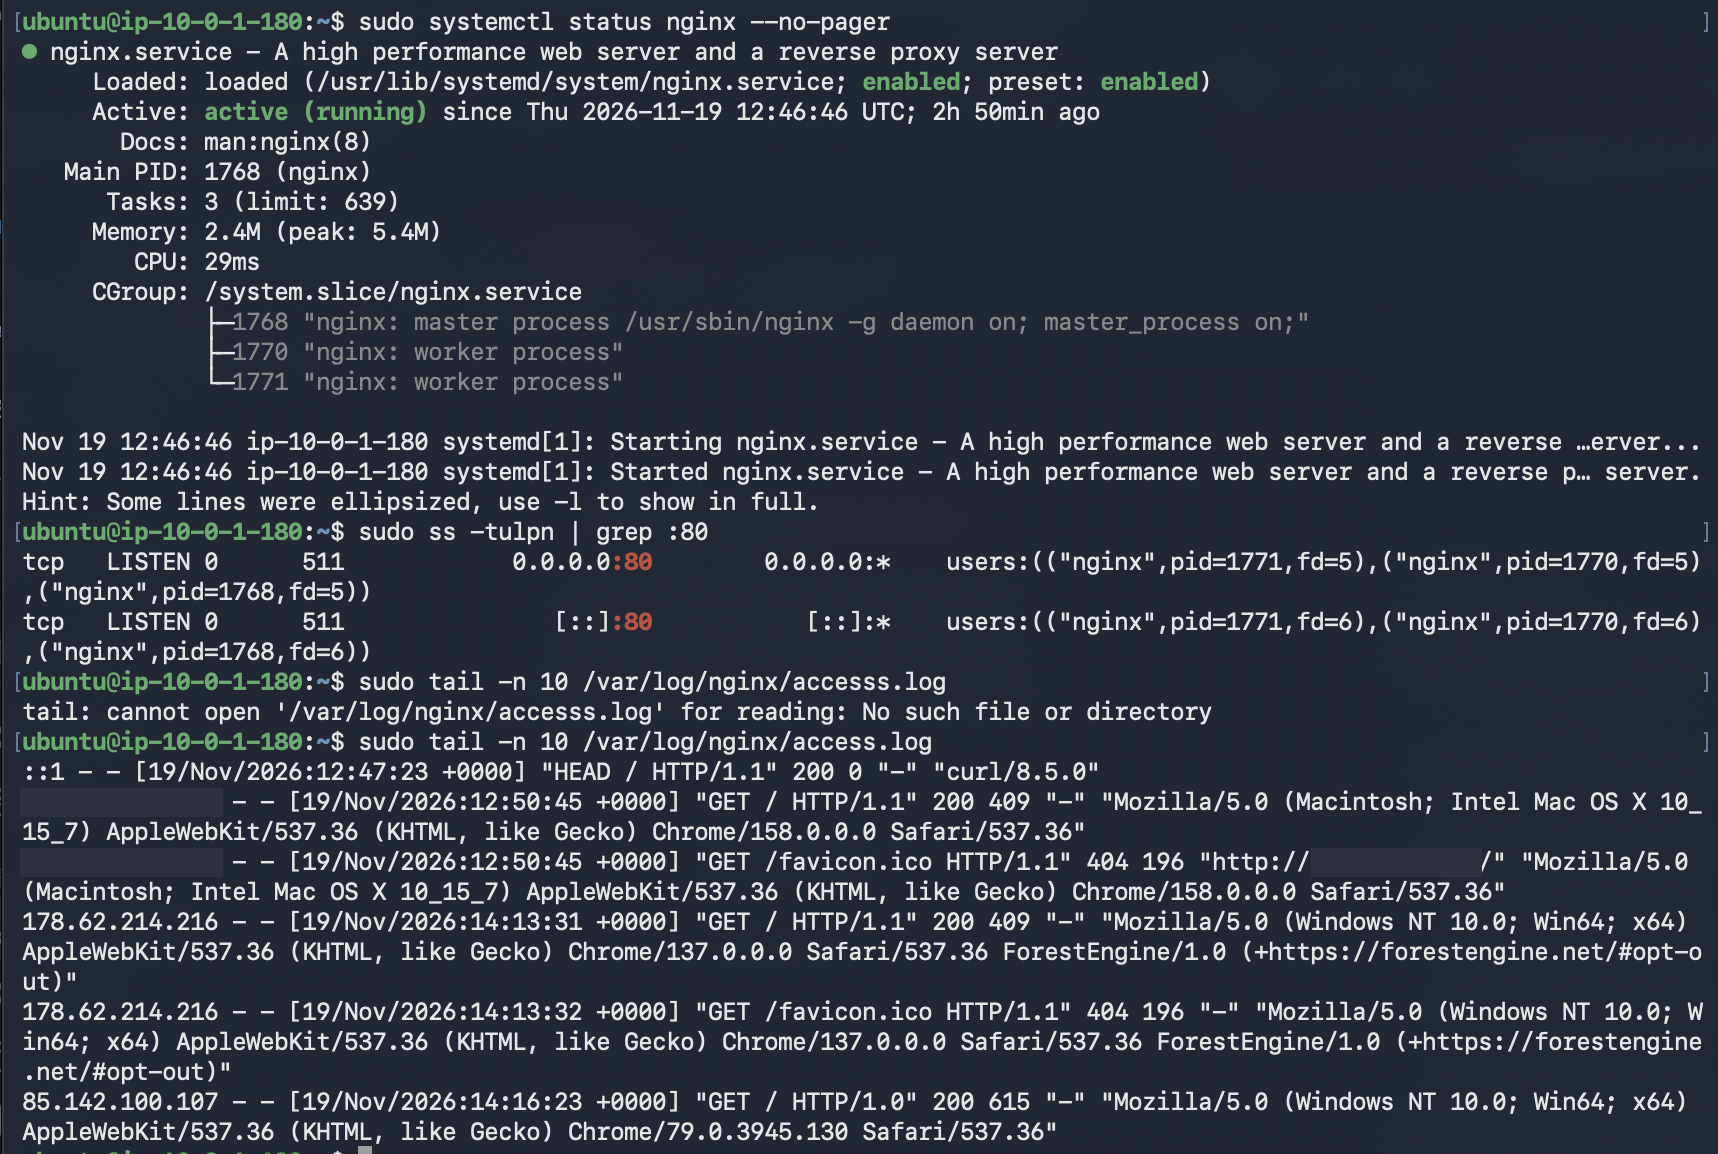 [ubuntu@ip-10-0-1-180:~$ sudo systemctl status nginx --no-pager ]
● nginx.service - A high performance web server and a reverse proxy server
Loaded: loaded (/usr/lib/systemd/system/nginx.service; enabled; preset: enabled)
Active: active (running) since Thu 2026-11-19 12:46:46 UTC; 2h 50min ago
Docs: man:nginx(8)
Main PID: 1768 (nginx)
Tasks: 3 (limit: 639)
Memory: 2.4M (peak: 5.4M)
CPU: 29ms
CGroup: /system.slice/nginx.service
├─1768 "nginx: master process /usr/sbin/nginx -g daemon on; master_process on;"
├─1770 "nginx: worker process"
└─1771 "nginx: worker process"
Nov 19 12:46:46 ip-10-0-1-180 systemd[1]: Starting nginx.service - A high performance web server and a reverse …erver...
Nov 19 12:46:46 ip-10-0-1-180 systemd[1]: Started nginx.service - A high performance web server and a reverse p… server.
Hint: Some lines were ellipsized, use -l to show in full.
[ubuntu@ip-10-0-1-180:~$ sudo ss -tulpn | grep :80 ]
tcp LISTEN 0 511 0.0.0.0:80 0.0.0.0:* users:(("nginx",pid=1771,fd=5),("nginx",pid=1770,fd=5)
,("nginx",pid=1768,fd=5))
tcp LISTEN 0 511 [::]:80 [::]:* users:(("nginx",pid=1771,fd=6),("nginx",pid=1770,fd=6)
,("nginx",pid=1768,fd=6))
[ubuntu@ip-10-0-1-180:~$ sudo tail -n 10 /var/log/nginx/accesss.log ]
tail: cannot open '/var/log/nginx/accesss.log' for reading: No such file or directory
[ubuntu@ip-10-0-1-180:~$ sudo tail -n 10 /var/log/nginx/access.log ]
::1 - - [19/Nov/2026:12:47:23 +0000] "HEAD / HTTP/1.1" 200 0 "-" "curl/8.5.0"
- - [19/Nov/2026:12:50:45 +0000] "GET / HTTP/1.1" 200 409 "-" "Mozilla/5.0 (Macintosh; Intel Mac OS X 10_
15_7) AppleWebKit/537.36 (KHTML, like Gecko) Chrome/158.0.0.0 Safari/537.36"
- - [19/Nov/2026:12:50:45 +0000] "GET /favicon.ico HTTP/1.1" 404 196 "http:// /" "Mozilla/5.0
(Macintosh; Intel Mac OS X 10_15_7) AppleWebKit/537.36 (KHTML, like Gecko) Chrome/158.0.0.0 Safari/537.36"
178.62.214.216 - - [19/Nov/2026:14:13:31 +0000] "GET / HTTP/1.1" 200 409 "-" "Mozilla/5.0 (Windows NT 10.0; Win64; x64)
AppleWebKit/537.36 (KHTML, like Gecko) Chrome/137.0.0.0 Safari/537.36 ForestEngine/1.0 (+https://forestengine.net/#opt-o
ut)"
178.62.214.216 - - [19/Nov/2026:14:13:32 +0000] "GET /favicon.ico HTTP/1.1" 404 196 "-" "Mozilla/5.0 (Windows NT 10.0; W
in64; x64) AppleWebKit/537.36 (KHTML, like Gecko) Chrome/137.0.0.0 Safari/537.36 ForestEngine/1.0 (+https://forestengine
.net/#opt-out)"
85.142.100.107 - - [19/Nov/2026:14:16:23 +0000] "GET / HTTP/1.0" 200 615 "-" "Mozilla/5.0 (Windows NT 10.0; Win64; x64)
AppleWebKit/537.36 (KHTML, like Gecko) Chrome/79.0.3945.130 Safari/537.36"